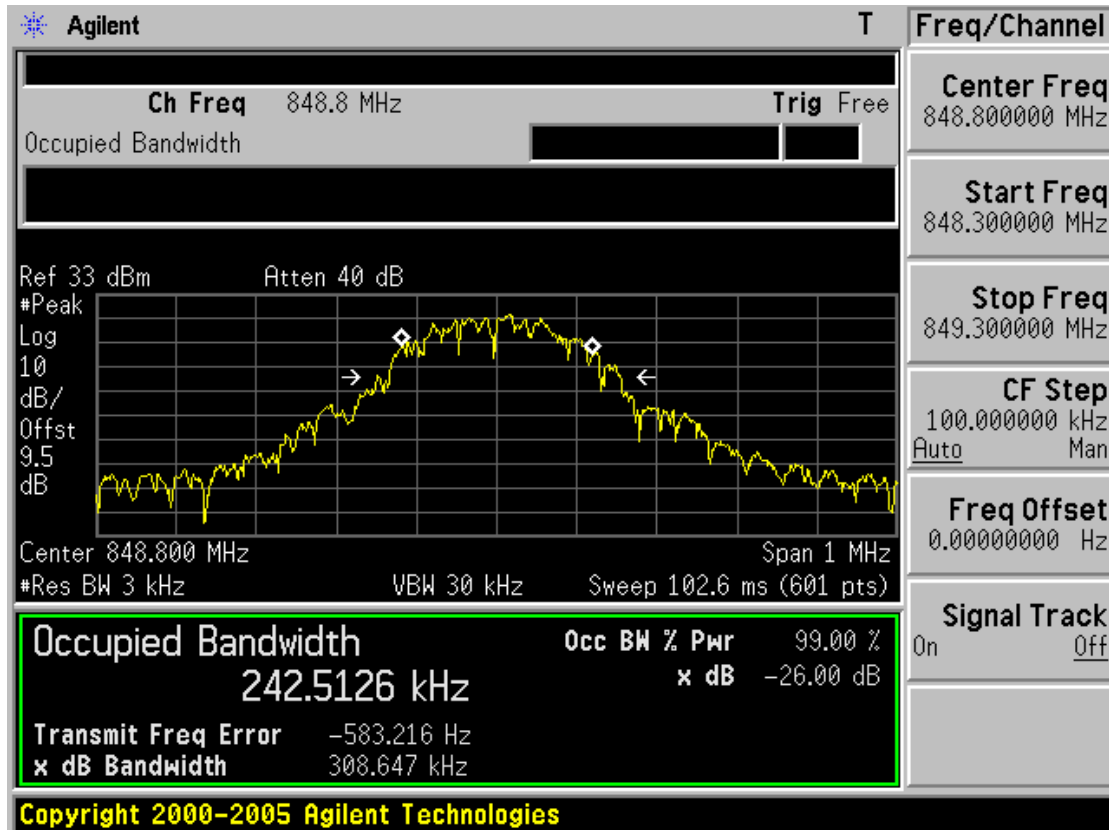 Agilent T
Freq/Channel
Ch Freq 848.8 MHz Trig Free
Occupied Bandwidth
Center Freq
848.800000 MHz
Start Freq
848.300000 MHz
Stop Freq
849.300000 MHz
CF Step
100.000000 kHz
Auto Man
Freq Offset
0.00000000 Hz
Signal Track
On Off
Ref 33 dBm Atten 40 dB
#Peak
Log
10
dB/
Offst
9.5
dB
Center 848.800 MHz Span 1 MHz
#Res BW 3 kHz VBW 30 kHz Sweep 102.6 ms (601 pts)
Occupied Bandwidth
242.5126 kHz
Occ BW % Pwr 99.00 %
x dB -26.00 dB
Transmit Freq Error -583.216 Hz
x dB Bandwidth 308.647 kHz
Copyright 2000-2005 Agilent Technologies